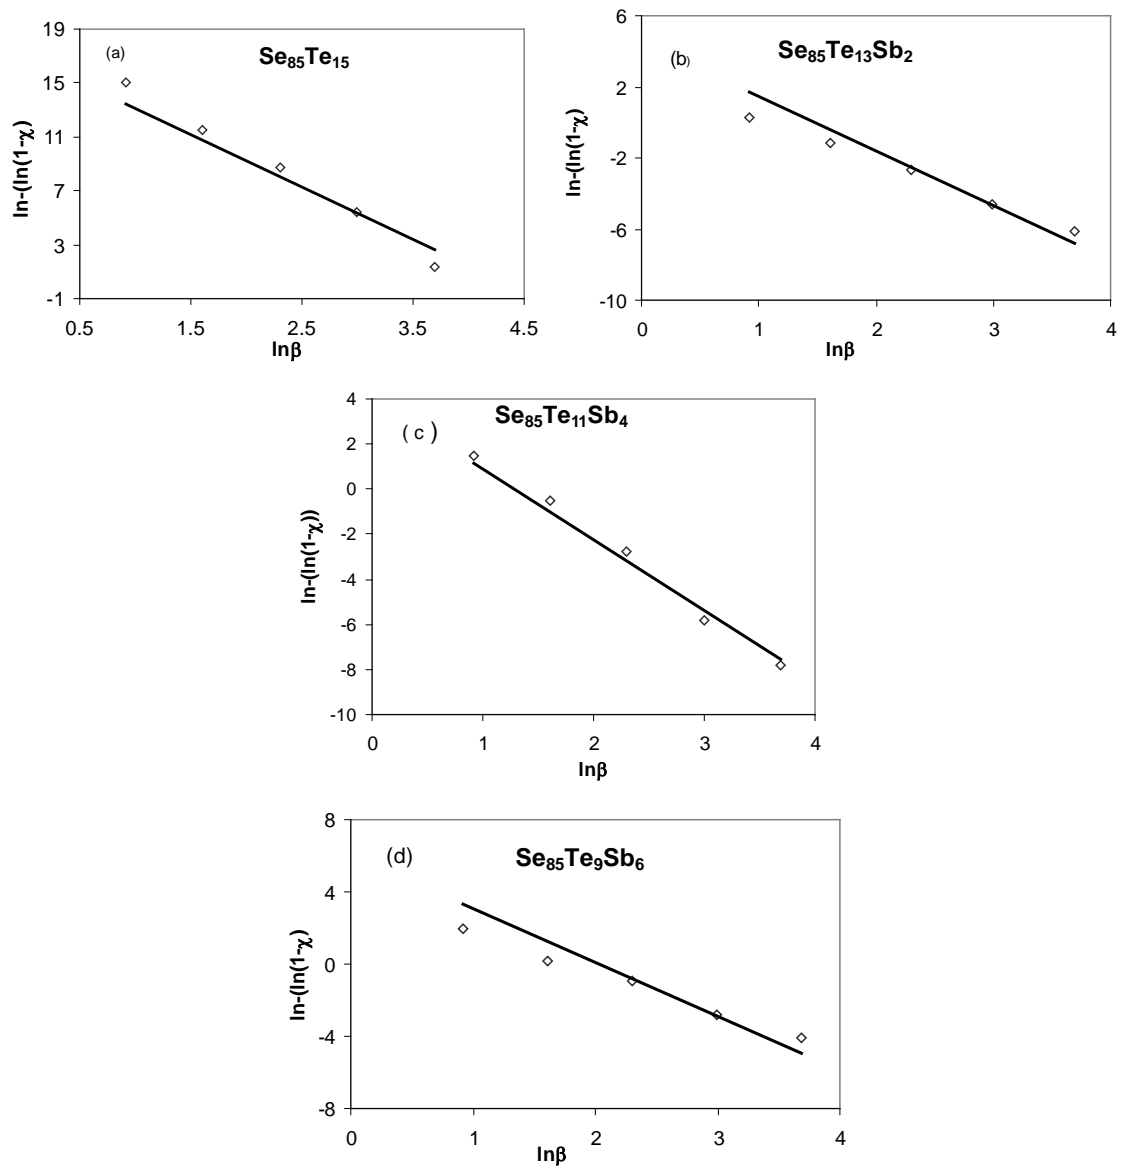 (a)
Se₈₅Te₁₅
ln-(ln(1-χ)
19
15
11
7
3
-1
0.5 1.5 2.5 3.5 4.5
lnβ
(b)
Se₈₅Te₁₃Sb₂
ln-(ln(1-χ)
6
2
-2
-6
-10
0 1 2 3 4
lnβ
( c )
Se₈₅Te₁₁Sb₄
ln-(ln(1-χ))
4
2
0
-2
-4
-6
-8
-10
0 1 2 3 4
lnβ
(d)
Se₈₅Te₉Sb₆
ln-(ln(1-χ)
8
4
0
-4
-8
0 1 2 3 4
lnβ